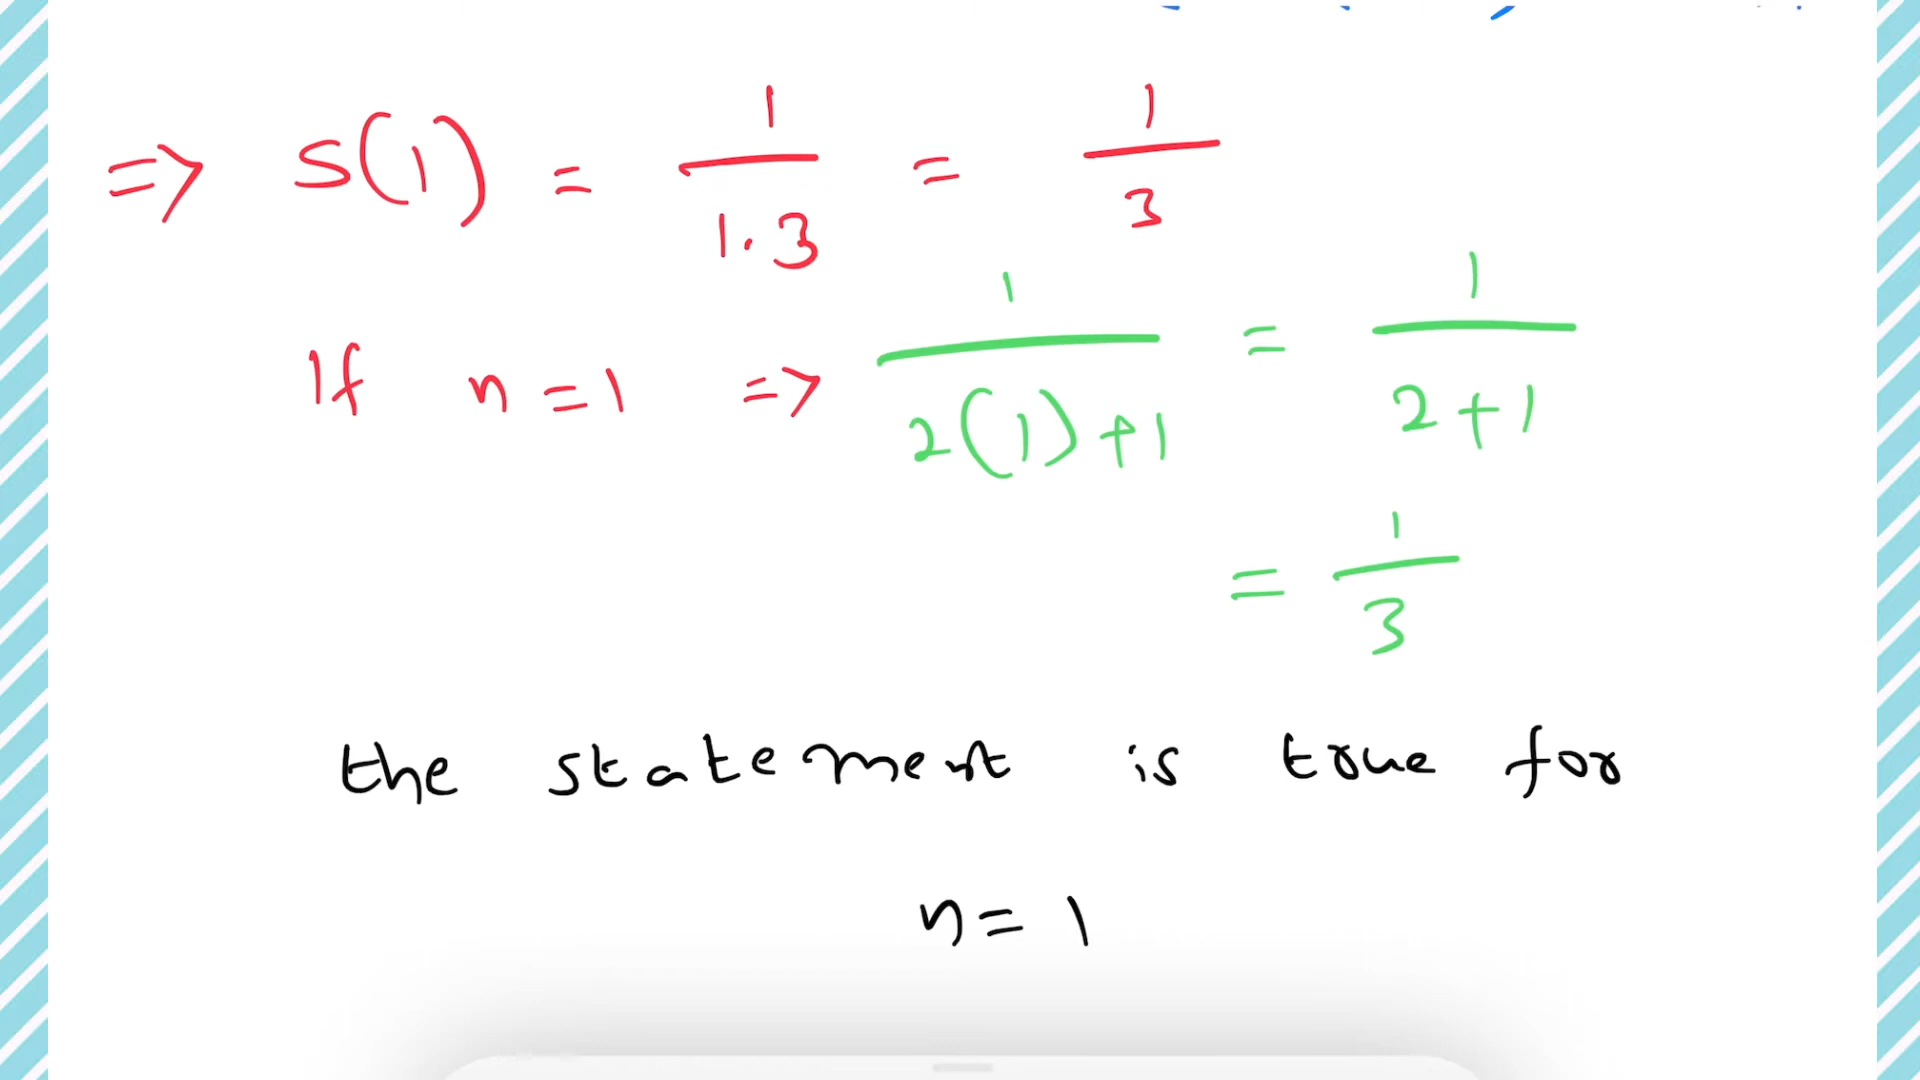 => S(1) = 1/1.3 = 1/3
If n=1 => 1/2(1)+1 = 1/2+1
= 1/3
the statement is true for
n= 1